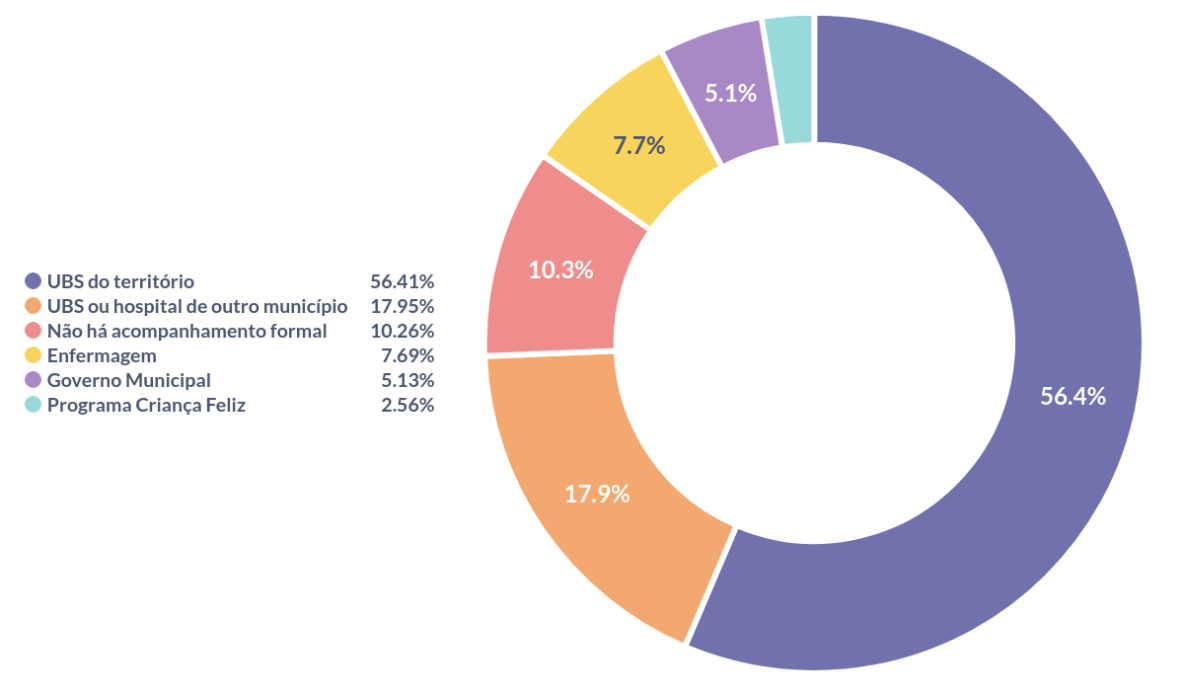 UBS do território 56.41%
UBS ou hospital de outro município 17.95%
Não há acompanhamento formal 10.26%
Enfermagem 7.69%
Governo Municipal 5.13%
Programa Criança Feliz 2.56%
5.1%
7.7%
10.3%
56.4%
17.9%